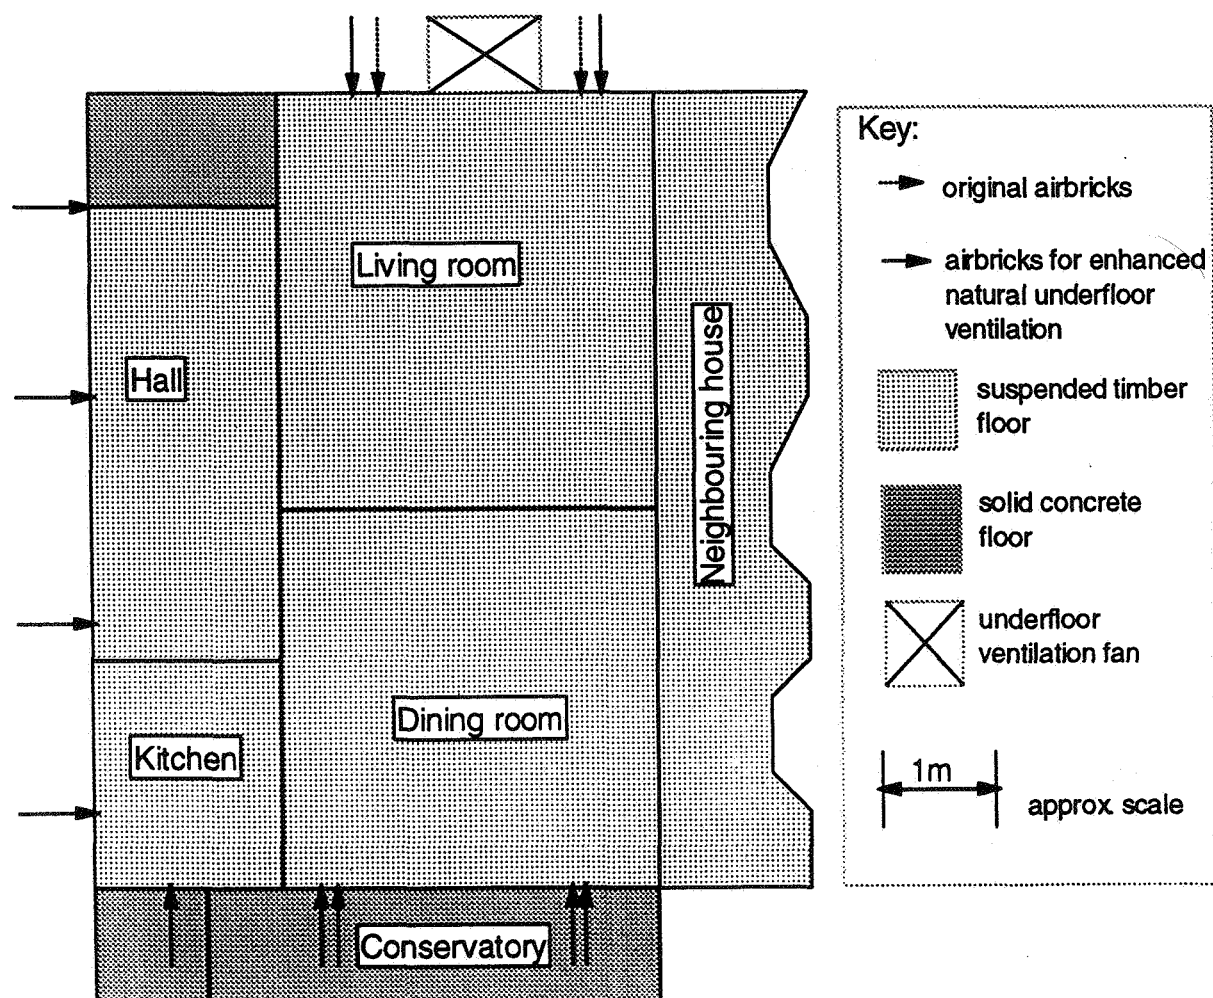 Key:
original airbricks
airbricks for enhanced
natural underfloor
ventilation
suspended timber
floor
solid concrete
floor
underfloor
ventilation fan
1m
approx. scale
Living room
Hall
Neighbouring house
Dining room
Kitchen
Conservatory